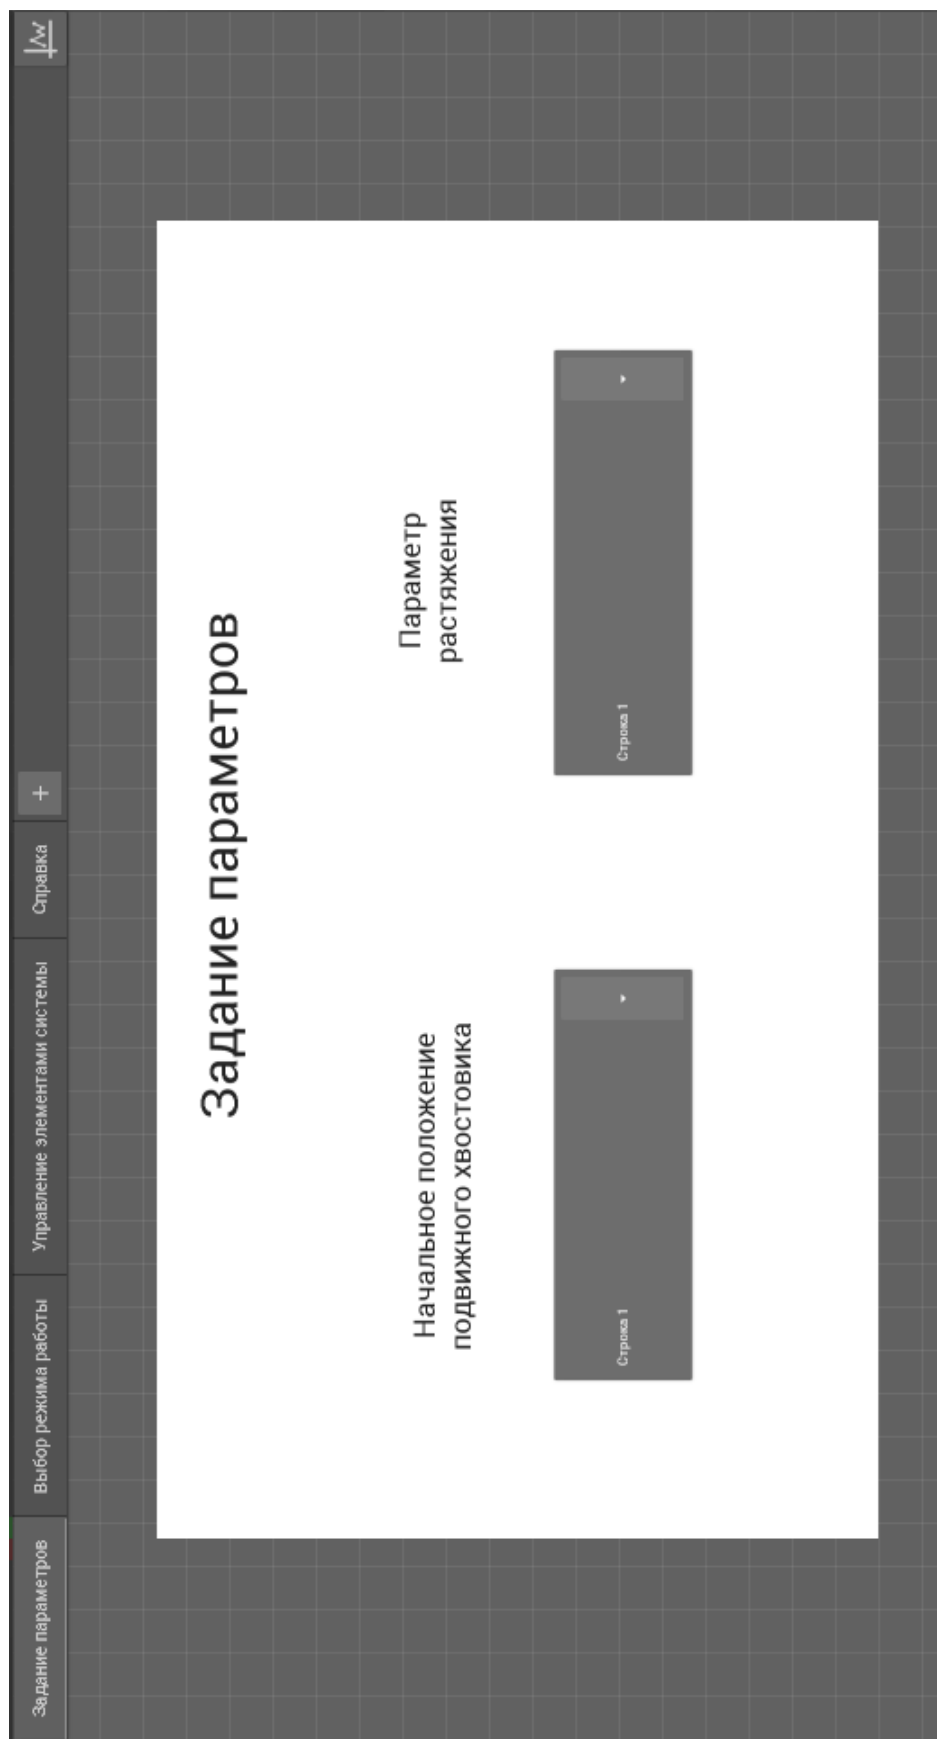 Задание параметров
Выбор режима работы
Управление элементами системы
Справка
+
Задание параметров
Начальное положение
подвижного хвостовика
Параметр
растяжения
Строка 1
Строка 1